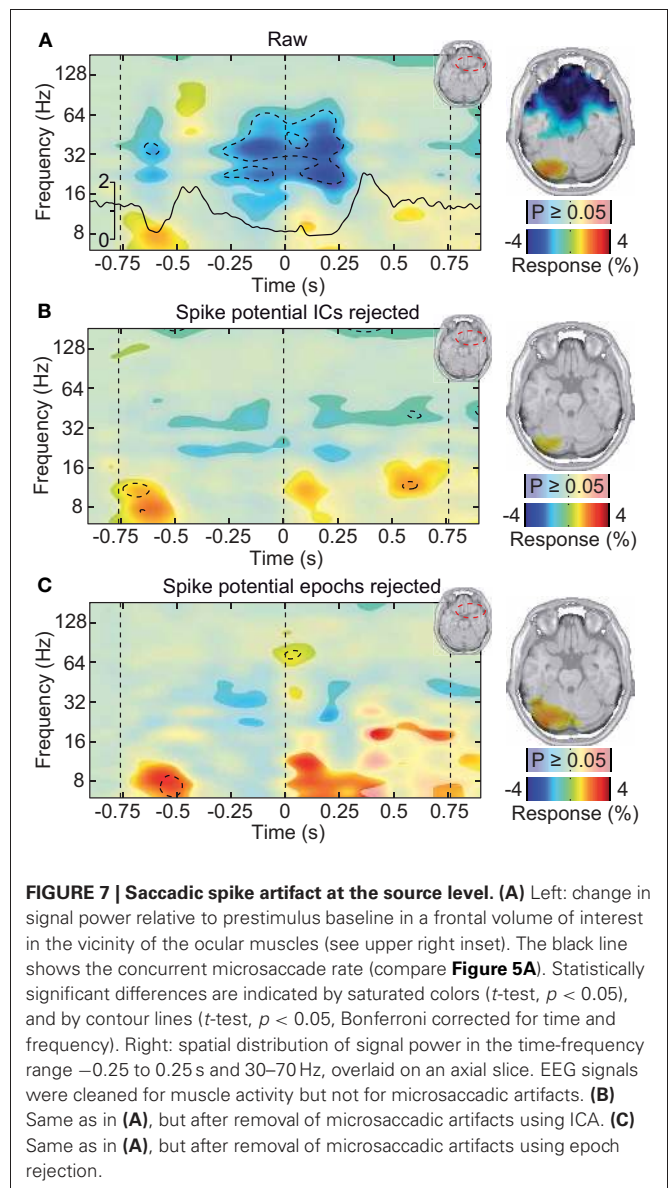 A
Raw
Frequency (Hz)
128
64
32
16
8
2
0
-0.75 -0.5 -0.25 0 0.25 0.5 0.75
Time (s)
P ≥ 0.05
-4 4
Response (%)
B
Spike potential ICs rejected
Frequency (Hz)
128
64
32
16
8
-0.75 -0.5 -0.25 0 0.25 0.5 0.75
Time (s)
P ≥ 0.05
-4 4
Response (%)
C
Spike potential epochs rejected
Frequency (Hz)
128
64
32
16
8
-0.75 -0.5 -0.25 0 0.25 0.5 0.75
Time (s)
P ≥ 0.05
-4 4
Response (%)
FIGURE 7 | Saccadic spike artifact at the source level. (A) Left: change in
signal power relative to prestimulus baseline in a frontal volume of interest
in the vicinity of the ocular muscles (see upper right inset). The black line
shows the concurrent microsaccade rate (compare Figure 5A). Statistically
significant differences are indicated by saturated colors (t-test, p < 0.05),
and by contour lines (t-test, p < 0.05, Bonferroni corrected for time and
frequency). Right: spatial distribution of signal power in the time-frequency
range −0.25 to 0.25 s and 30–70 Hz, overlaid on an axial slice. EEG signals
were cleaned for muscle activity but not for microsaccadic artifacts. (B)
Same as in (A), but after removal of microsaccadic artifacts using ICA. (C)
Same as in (A), but after removal of microsaccadic artifacts using epoch
rejection.